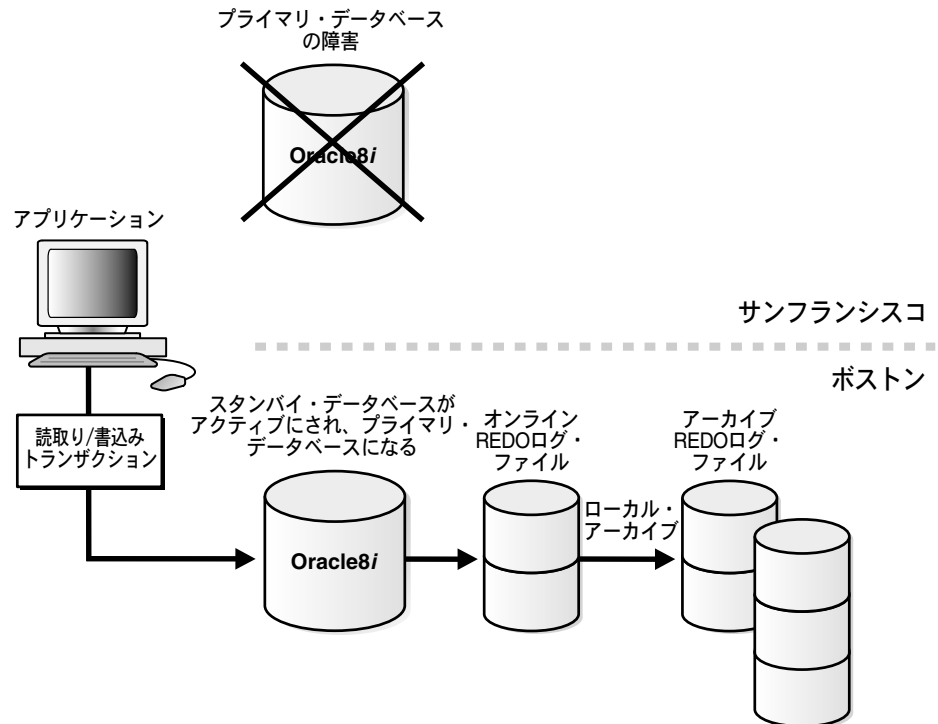 プライマリ・データベース
の障害
Oracle8i
アプリケーション
サンフランシスコ
ボストン
読取り/書込み
トランザクション
スタンバイ・データベースが
アクティブにされ、プライマリ・
データベースになる
Oracle8i
オンライン
REDOログ・
ファイル
ローカル・
アーカイブ
アーカイブ
REDOログ・
ファイル